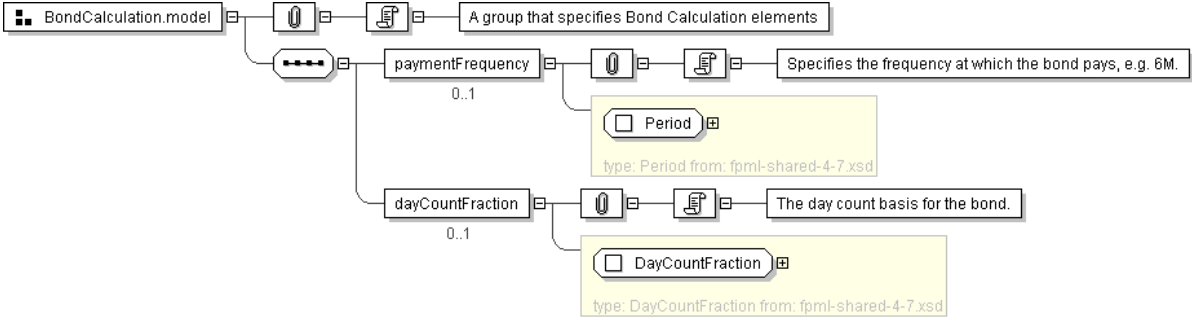 BondCalculation.model
A group that specifies Bond Calculation elements
paymentFrequency
Specifies the frequency at which the bond pays, e.g. 6M.
0..1
Period
type: Period from: fpml-shared-4-7.xsd
dayCountFraction
The day count basis for the bond.
0..1
DayCountFraction
type: DayCountFraction from: fpml-shared-4-7.xsd